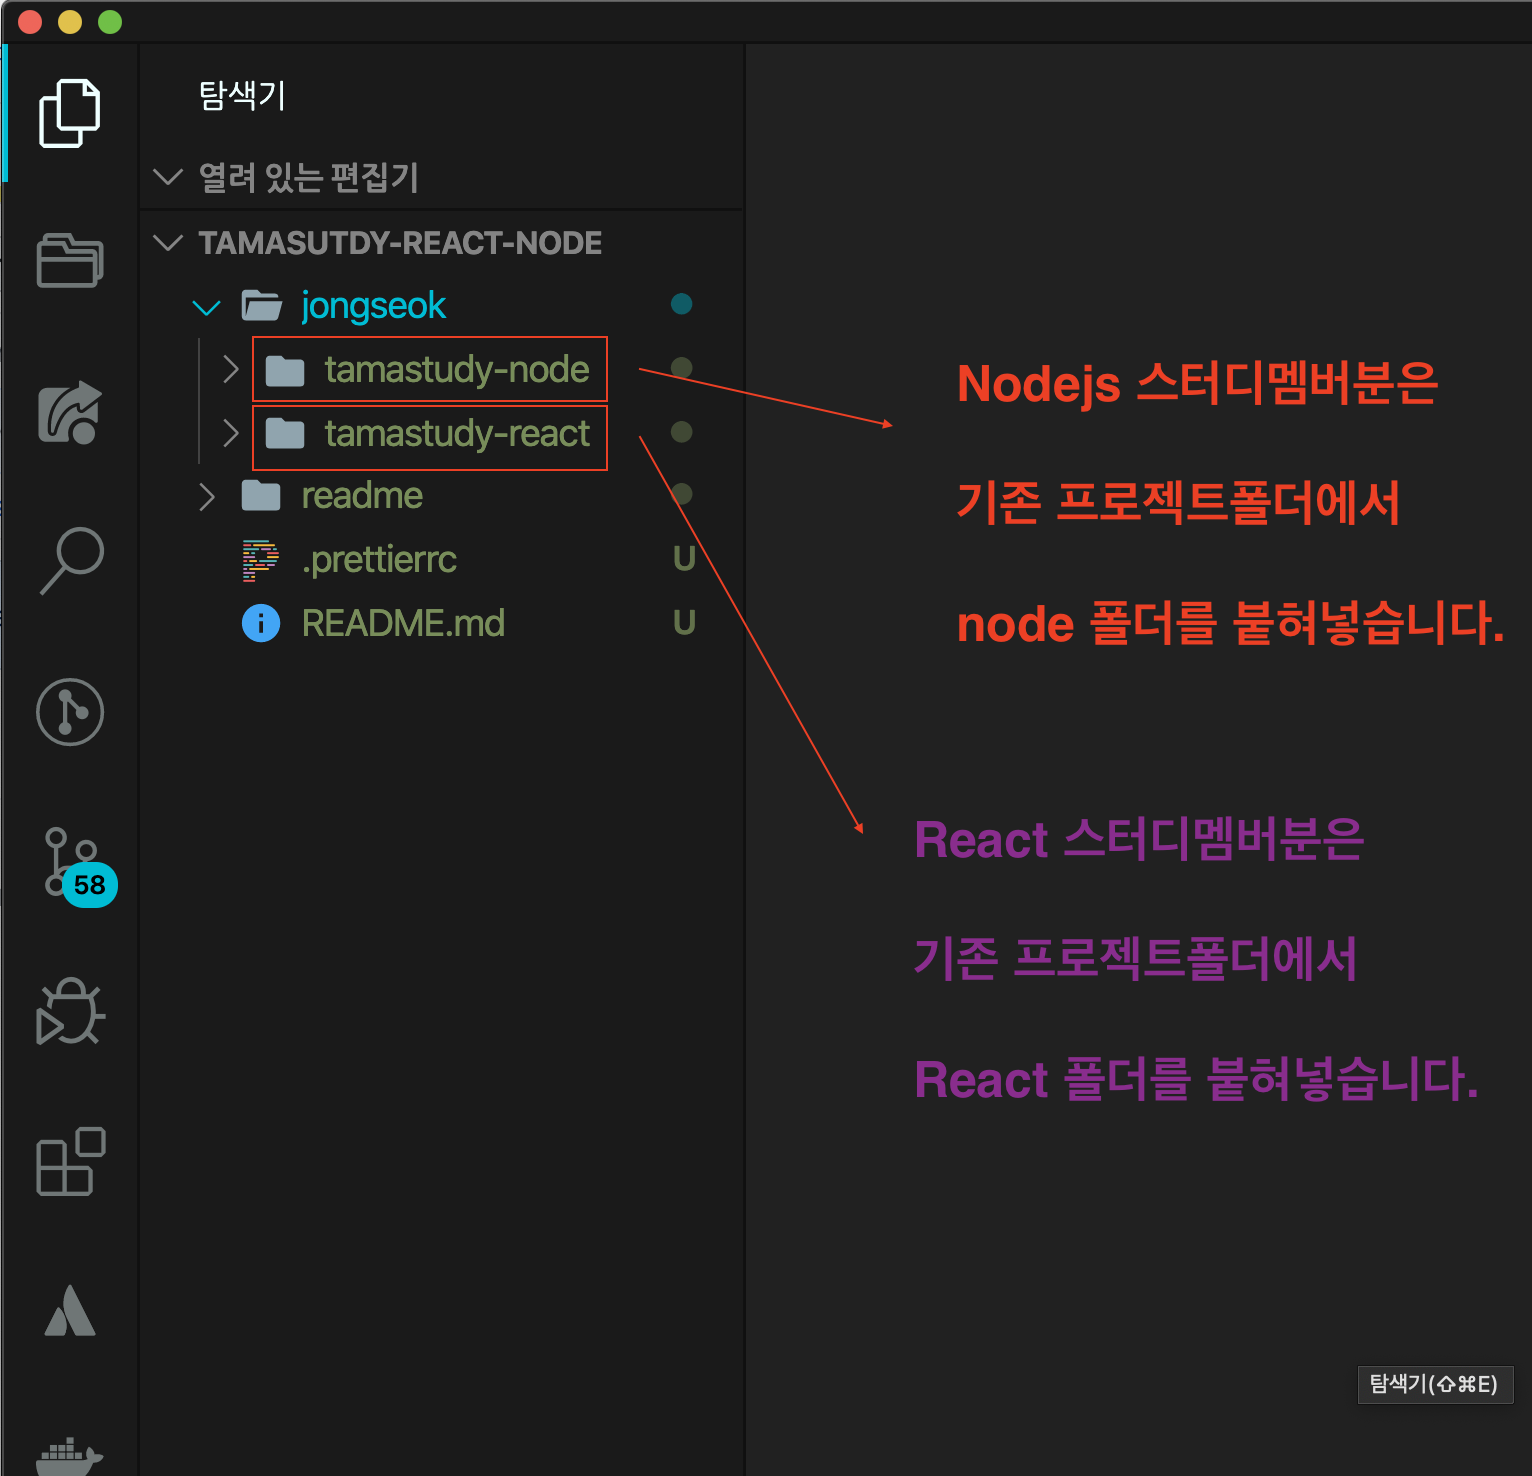 탐색기
열려 있는 편집기
TAMASUTDY-REACT-NODE
jongseok
tamastudy-node
tamastudy-react
readme
.prettierrc U
README.md U
58
Nodejs 스터디멤버분은
기존 프로젝트폴더에서
node 폴더를 붙혀넣습니다.
React 스터디멤버분은
기존 프로젝트폴더에서
React 폴더를 붙혀넣습니다.
탐색기(⇧⌘E)